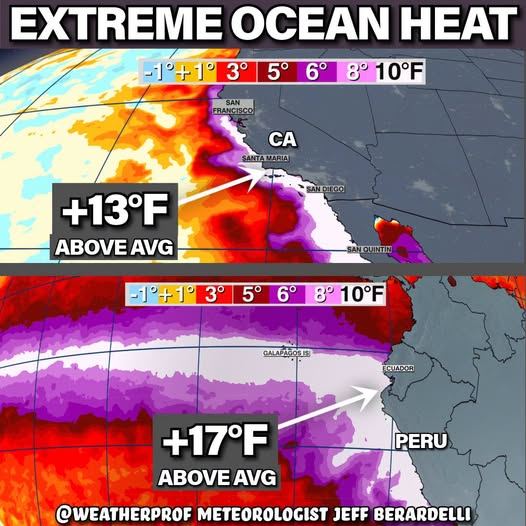 EXTREME OCEAN HEAT
-1° +1° 3° 5° 6° 8° 10°F
SAN
FRANCISCO
CA
SANTA MARIA
SAN DIEGO
+13°F
ABOVE AVG
SAN QUINTIN
-1° +1° 3° 5° 6° 8° 10°F
GALAPAGOS IS
ECUADOR
+17°F
ABOVE AVG
PERU
@WEATHERPROF METEOROLOGIST JEFF BERARDELLI